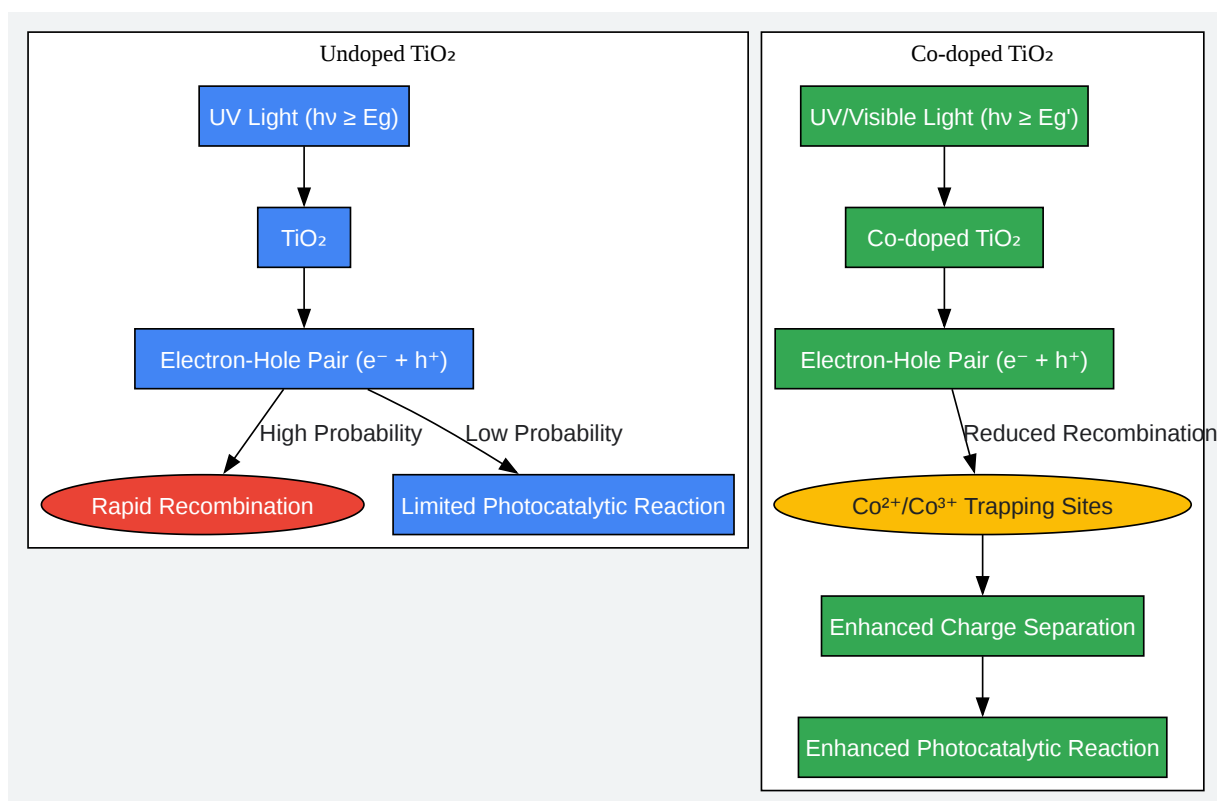 Undoped TiO₂
UV Light (hν ≥ Eg)
TiO₂
Electron-Hole Pair (e⁻ + h⁺)
High Probability
Low Probability
Rapid Recombination
Limited Photocatalytic Reaction
Co-doped TiO₂
UV/Visible Light (hν ≥ Eg')
Co-doped TiO₂
Electron-Hole Pair (e⁻ + h⁺)
Reduced Recombination
Co²⁺/Co³⁺ Trapping Sites
Enhanced Charge Separation
Enhanced Photocatalytic Reaction